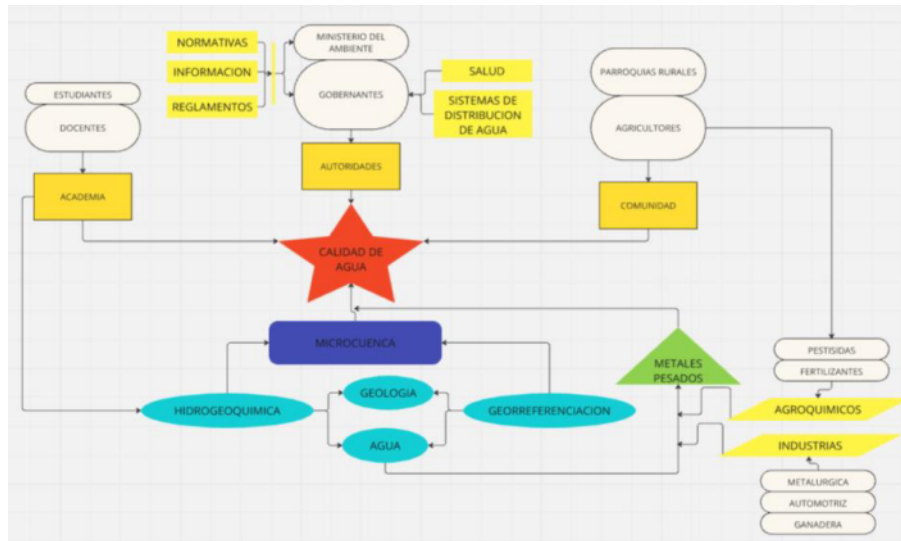 NORMATIVAS
INFORMACION
REGLAMENTOS
MINISTERIO DEL
AMBIENTE
GOBERNANTES
SALUD
SISTEMAS DE
DISTRIBUCION
DE AGUA
PARROQUIAS RURALES
AGRICULTORES
ESTUDIANTES
DOCENTES
ACADEMIA
AUTORIDADES
COMUNIDAD
CALIDAD DE
AGUA
MICROCUENCA
METALES
PESADOS
PESTISIDAS
FERTILIZANTES
GEOLOGIA
HIDROGEOQUIMICA
GEORREFERENCIACION
AGROQUIMICOS
AGUA
INDUSTRIAS
METALURGICA
AUTOMOTRIZ
GANADERA